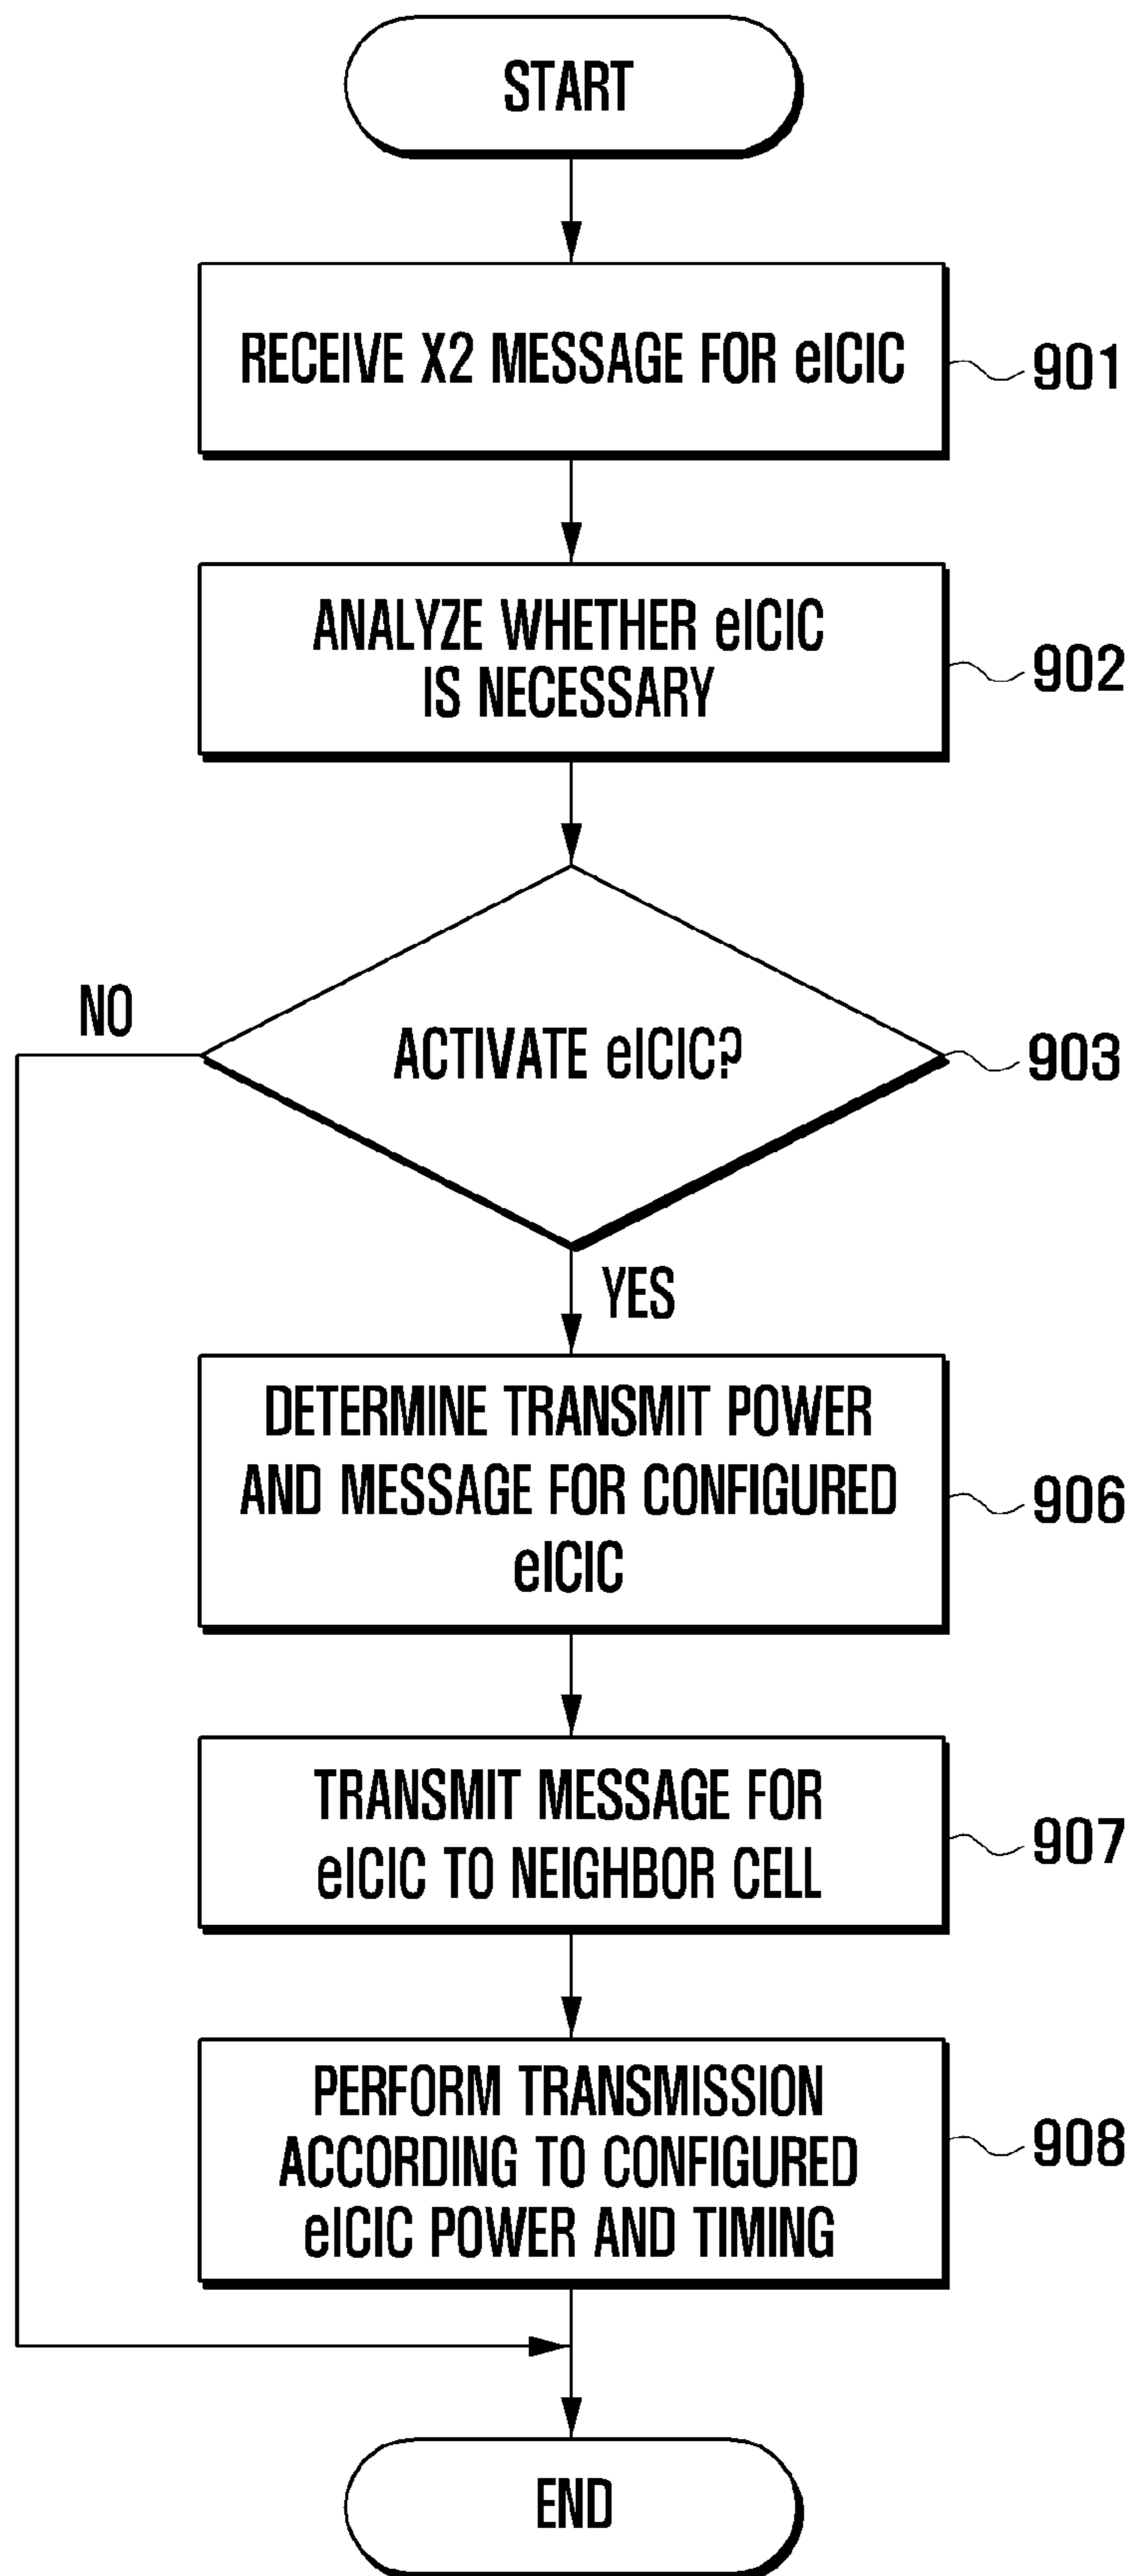 START
RECEIVE X2 MESSAGE FOR eICIC
901
ANALYZE WHETHER eICIC
IS NECESSARY
902
NO
ACTIVATE eICIC?
903
YES
DETERMINE TRANSMIT POWER
AND MESSAGE FOR CONFIGURED
eICIC
906
TRANSMIT MESSAGE FOR
eICIC TO NEIGHBOR CELL
907
PERFORM TRANSMISSION
ACCORDING TO CONFIGURED
eICIC POWER AND TIMING
908
END